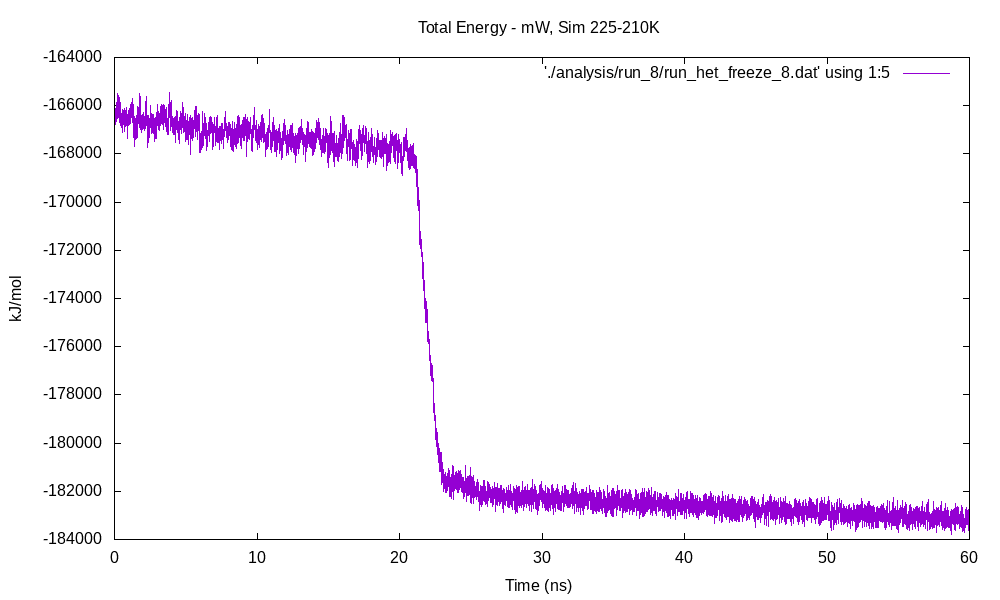 Total Energy - mW, Sim 225-210K
'./analysis/run_8/run_het_freeze_8.dat' using 1:5
-164000
-166000
-168000
-170000
-172000
-174000
-176000
-178000
-180000
-182000
-184000
kJ/mol
0 10 20 30 40 50 60
Time (ns)